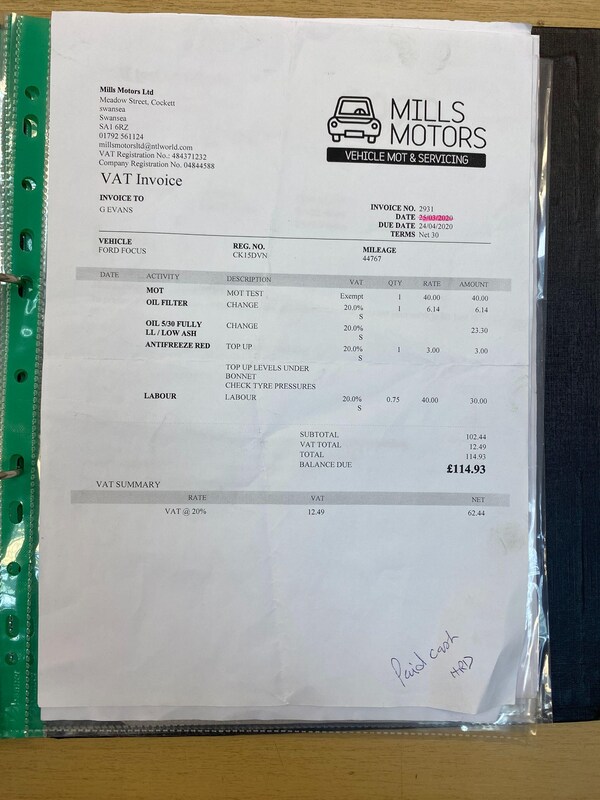 Mills Motors Ltd
Meadow Street, Cockett
swansea
Swansea
SA1 6RZ
01792 561124
millsmotorsltd@ntlworld.com
VAT Registration No.: 484371232
Company Registration No. 04844588
MILLS
MOTORS
VEHICLE MOT & SERVICING
VAT Invoice
INVOICE TO
G EVANS
INVOICE NO. 2931
DATE 25/03/2020
DUE DATE 24/04/2020
TERMS Net 30
VEHICLE REG. NO. MILEAGE
FORD FOCUS CK15DVN 44767
DATE ACTIVITY DESCRIPTION VAT QTY RATE AMOUNT
MOT MOT TEST Exempt 1 40.00 40.00
OIL FILTER CHANGE 20.0% S 1 6.14 6.14
OIL 5/30 FULLY CHANGE 20.0% 23.30
LL / LOW ASH S
ANTIFREEZE RED TOP UP 20.0% 1 3.00 3.00
S
TOP UP LEVELS UNDER
BONNET
CHECK TYRE PRESSURES
LABOUR LABOUR 20.0% 0.75 40.00 30.00
S
SUBTOTAL 102.44
VAT TOTAL 12.49
TOTAL 114.93
BALANCE DUE £114.93
VAT SUMMARY
RATE VAT NET
VAT @ 20% 12.49 62.44
Paid cash